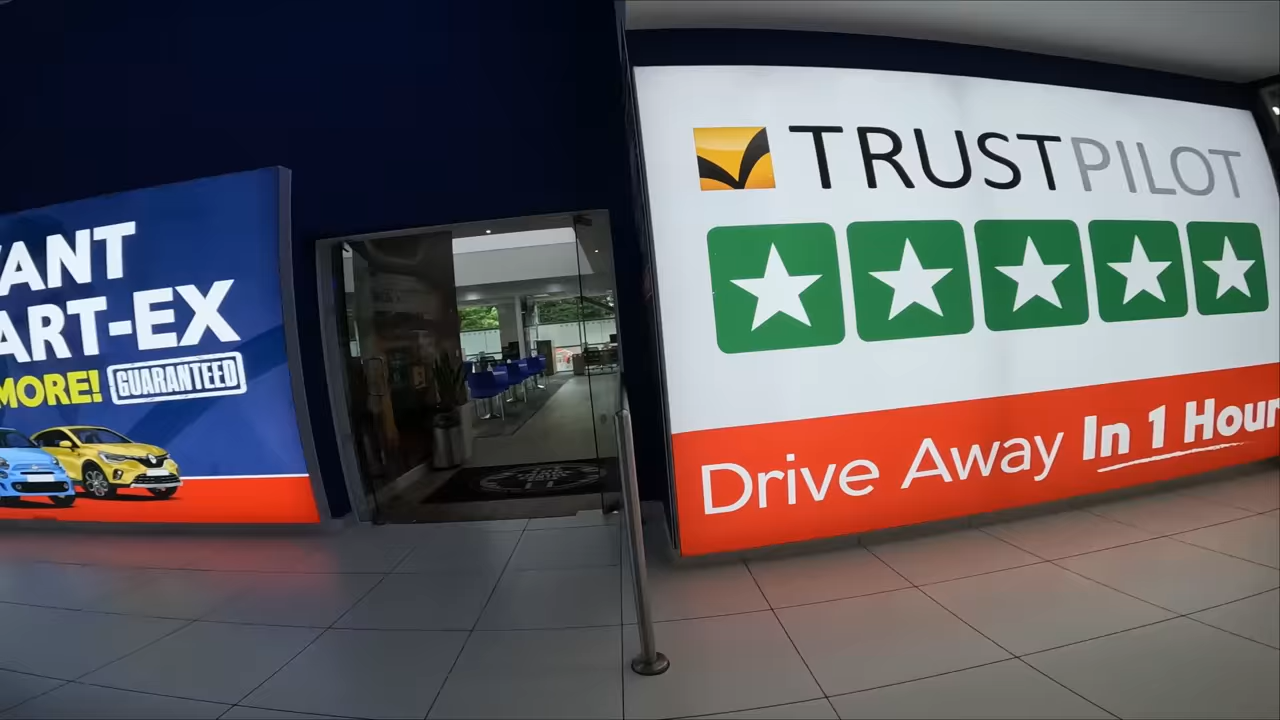 ANT
ART-EX
MORE! GUARANTEED
TRUSTPILOT
Drive Away In 1 Hour